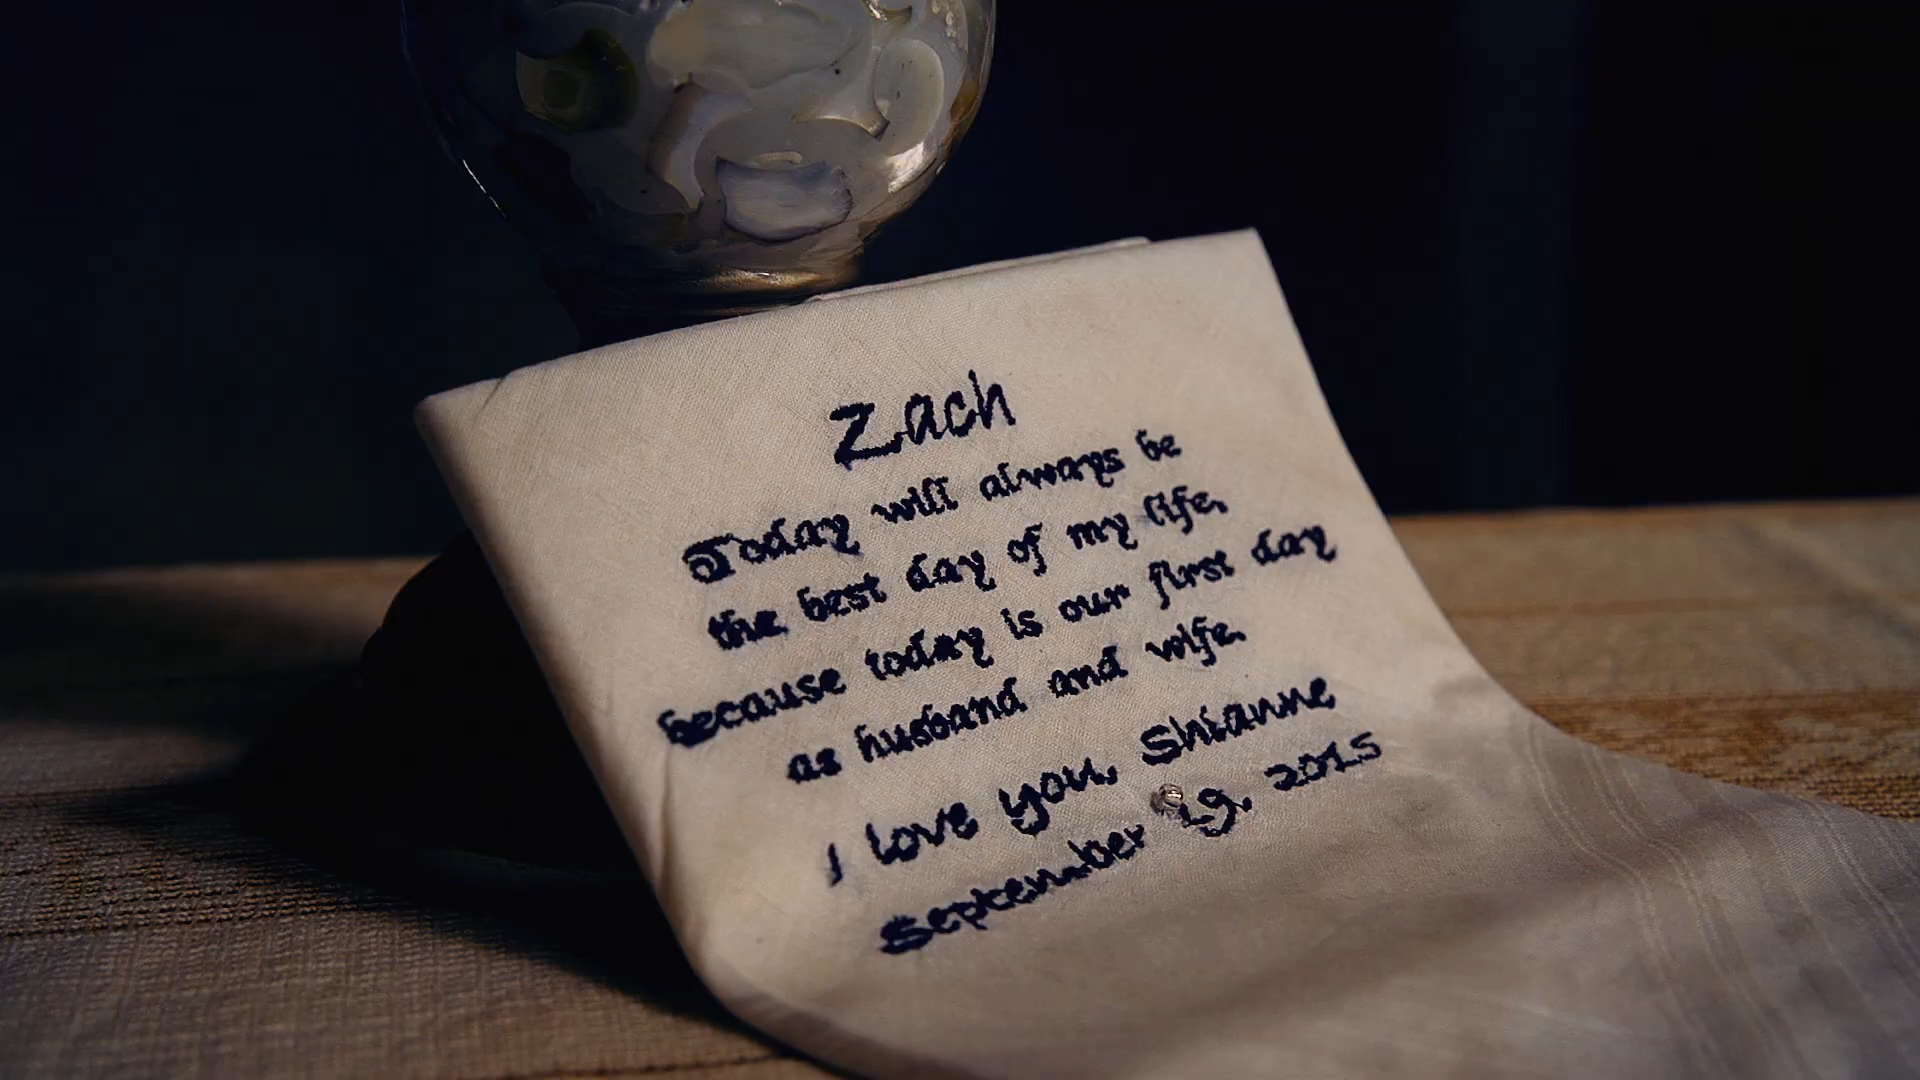 Zach
Today will always be
the best day of my life,
because today is our first day
as husband and wife.
I love you, Shianne
September 19, 2015